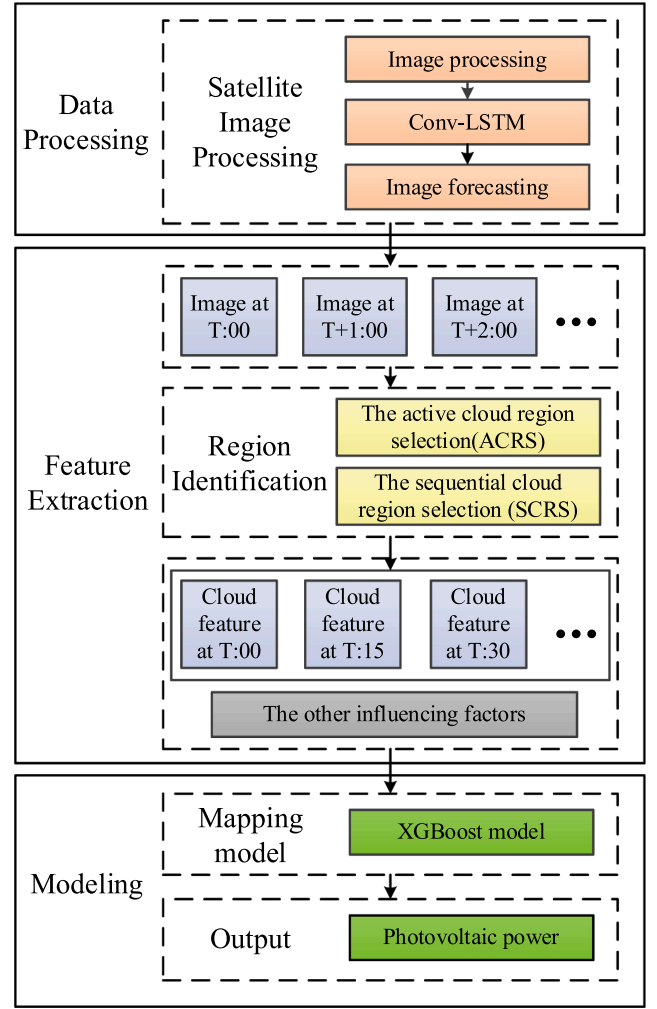 Data
Processing
Satellite
Image
Processing
Image processing
Conv-LSTM
Image forecasting
Feature
Extraction
Image at
T:00
Image at
T+1:00
Image at
T+2:00
•••
Region
Identification
The active cloud region
selection(ACRS)
The sequential cloud
region selection (SCRS)
Cloud
feature
at T:00
Cloud
feature
at T:15
Cloud
feature
at T:30
•••
The other influencing factors
Modeling
Mapping
model
XGBoost model
Output
Photovoltaic power